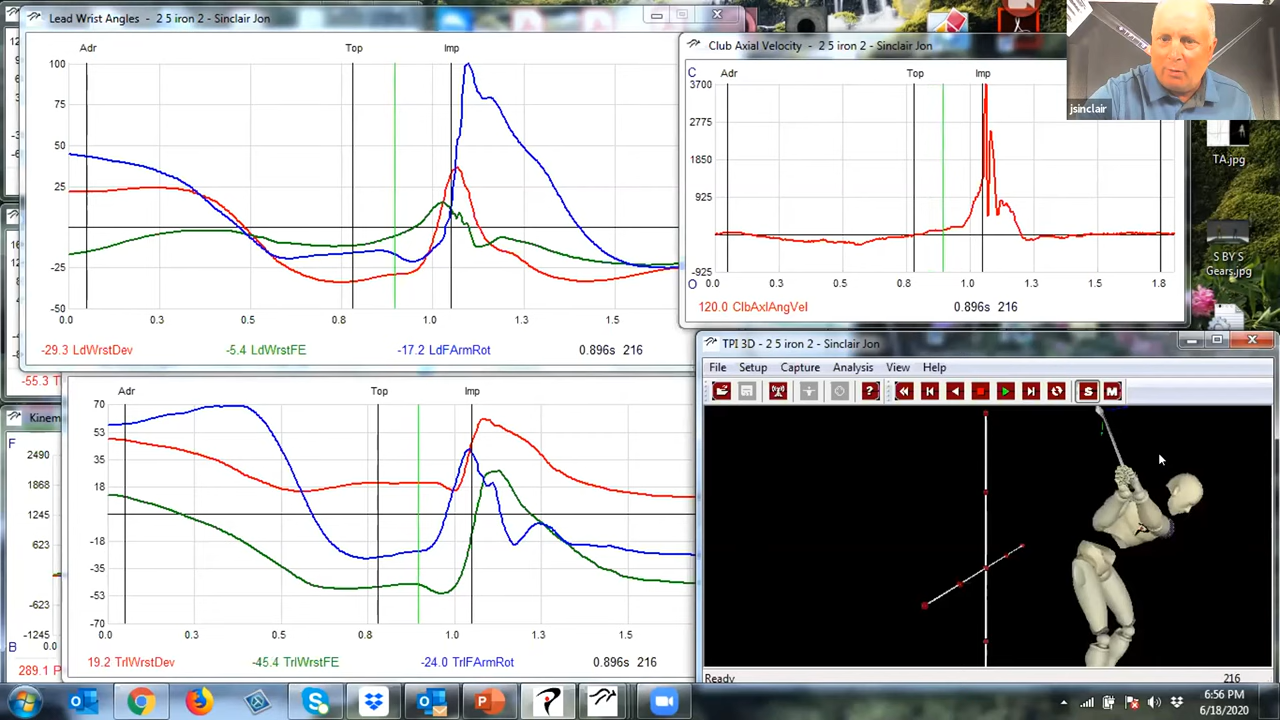 Lead Wrist Angles - 2 5 iron 2 - Sinclair Jon
Adr
Top
Imp
100
75
50
25
-25
-50
0.0
0.3
0.5
0.8
1.0
1.3
1.5
-29.3 LdWrstDev
-5.4 LdWrstFE
-17.2 LdFArmRot
0.896s 216
Club Axial Velocity - 2 5 iron 2 - Sinclair Jon
C
Adr
Top
Imp
3700
2775
1850
925
-925
O
0.0
0.3
0.5
0.8
1.0
1.3
1.5
1.8
120.0 ClbAxlAngVel
0.896s 216
jsinclair
TA.jpg
S BY S
Gears.jpg
-55.3 T
Kinem
F
2490
1868
1245
623
-623
-1245
B
0.0
289.1 P
Adr
Top
Imp
70
53
35
18
-18
-35
-53
-70
0.0
0.3
0.5
0.8
1.0
1.3
1.5
19.2 TrlWrstDev
-45.4 TrlWrstFE
-24.0 TrlFArmRot
0.896s 216
TPI 3D - 2 5 iron 2 - Sinclair Jon
File Setup Capture Analysis View Help
S M
Ready
216
6:56 PM
6/18/2020